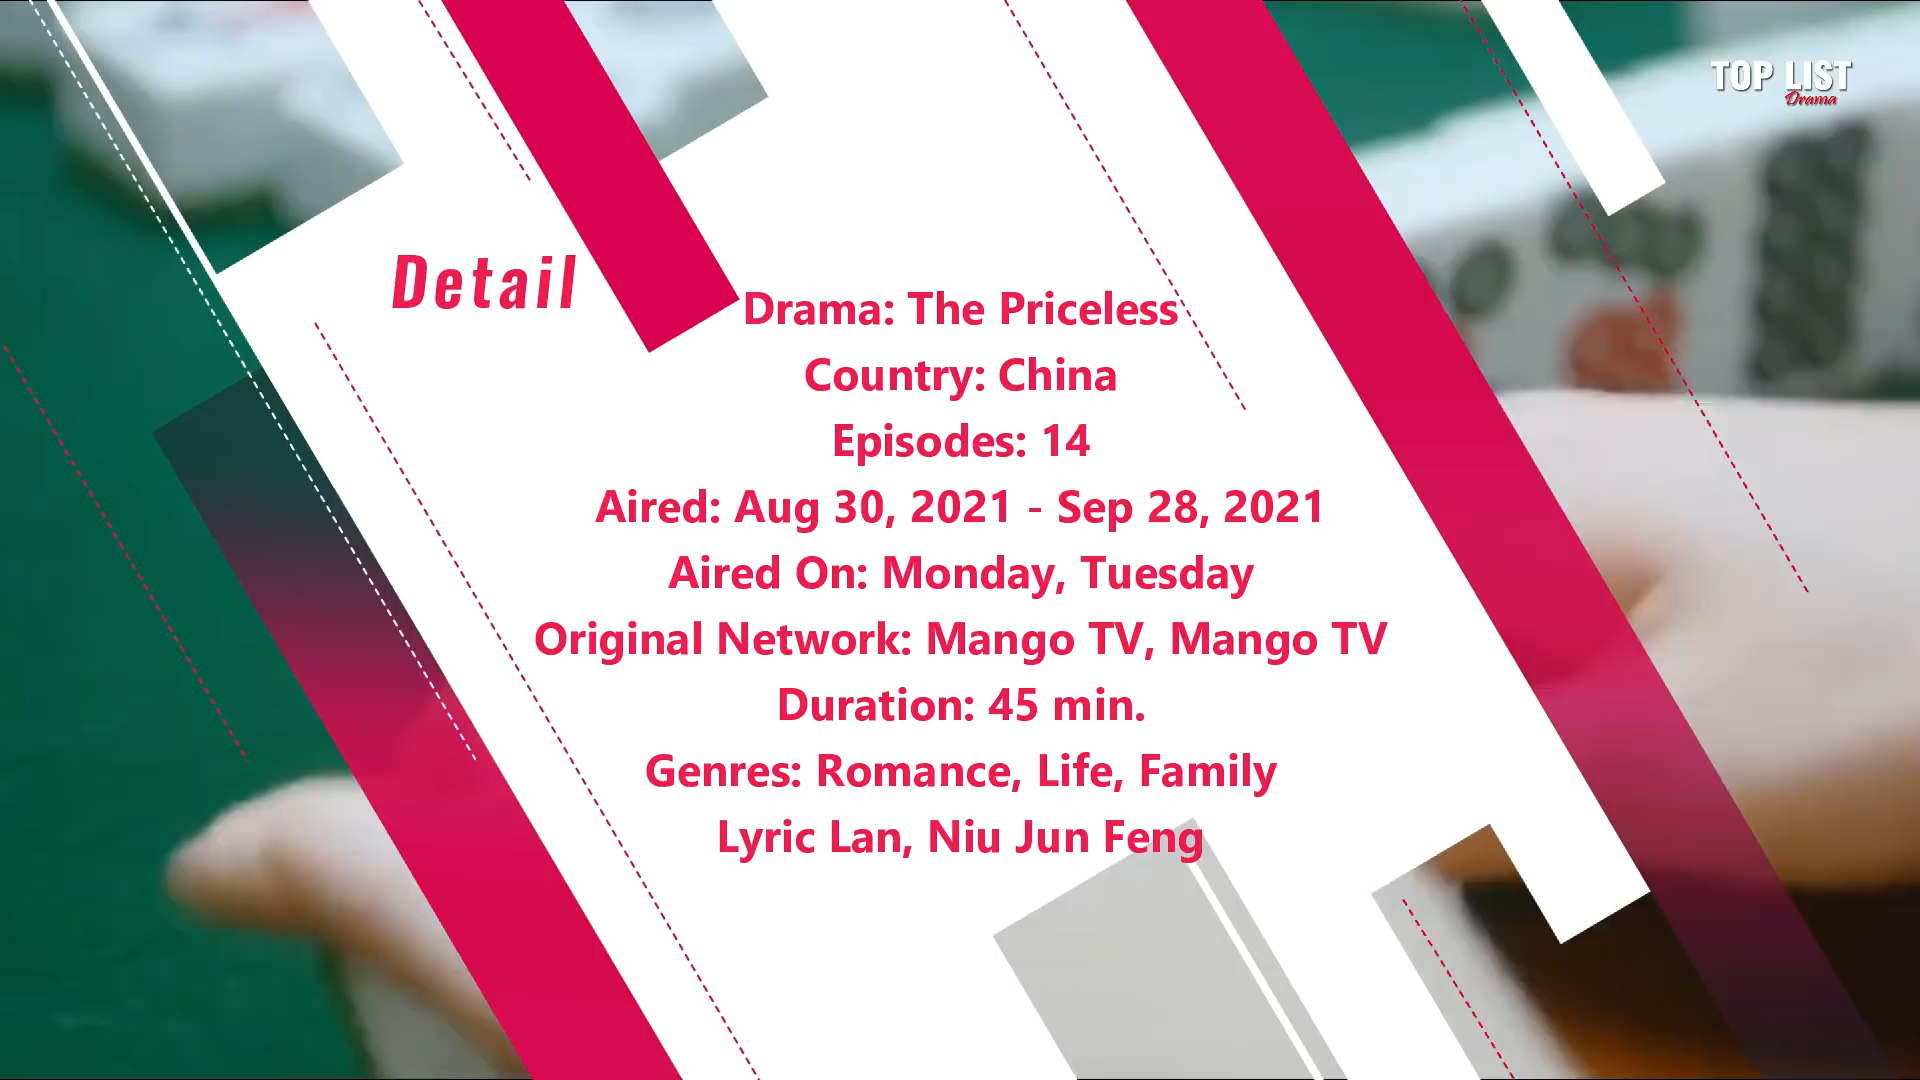 TOP LIST
Drama
Detail
Drama: The Priceless
Country: China
Episodes: 14
Aired: Aug 30, 2021 - Sep 28, 2021
Aired On: Monday, Tuesday
Original Network: Mango TV, Mango TV
Duration: 45 min.
Genres: Romance, Life, Family
Lyric Lan, Niu Jun Feng